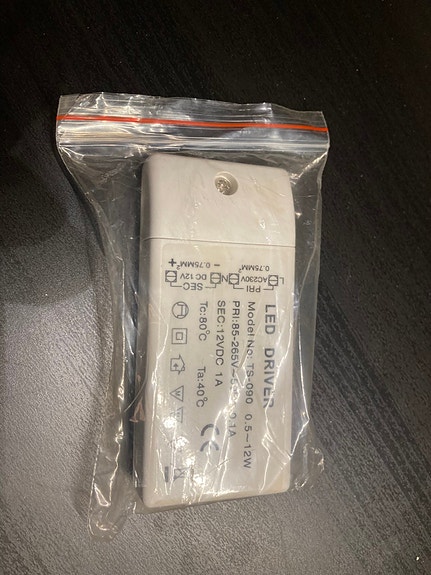 LED DRIVER
Model No: TS-090 0.5~12W
PRI:85-265V~ 0.1A
SEC:12VDC 1A
Tc:80°C Ta:40°C
CE
PRI
L AC230V N
0.75MM²
SEC
− DC 12V +
0.75MM²